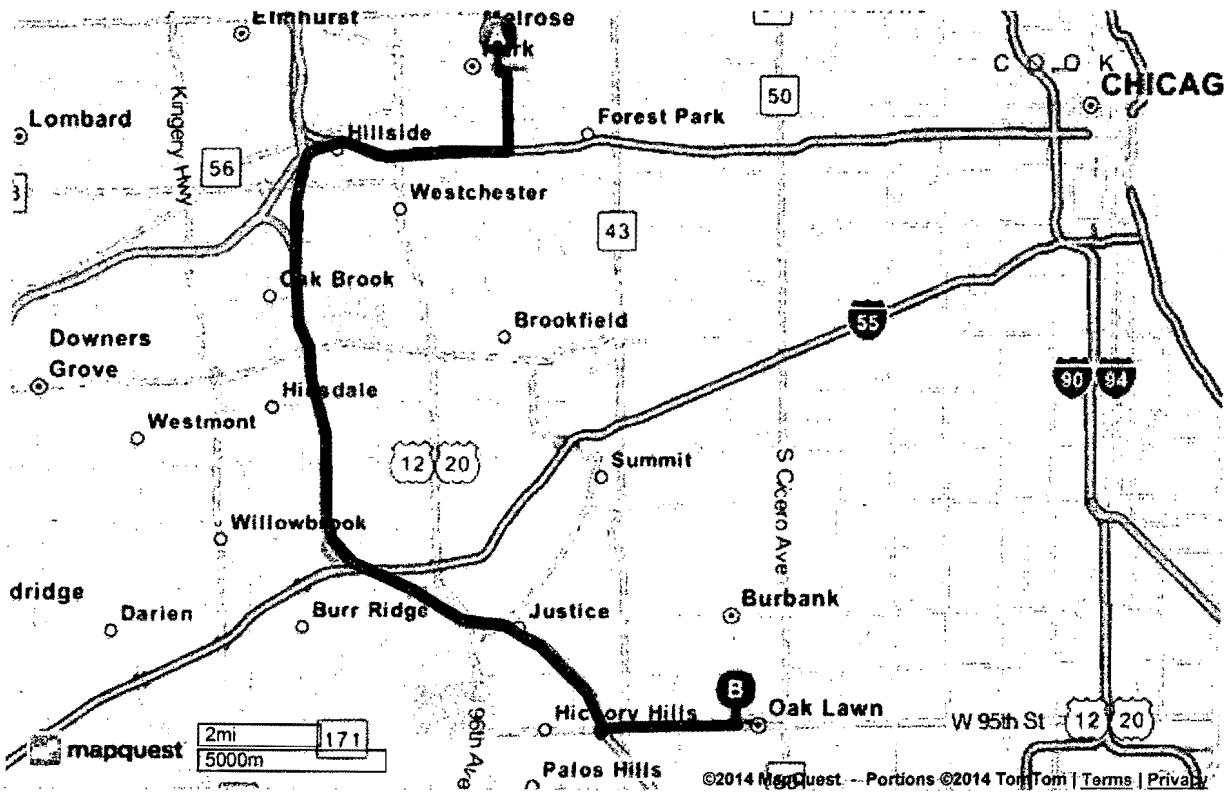 Elmhurst
Melrose
Park
A
C O O K
CHICAG
50
Lombard
Kingery Hwy
Hillside
Forest Park
56
Westchester
43
Oak Brook
55
Brookfield
Downers
Grove
90 94
Hinsdale
Westmont
12 20
Summit
S Cicero Ave
Willowbrook
dridge
Darien
Burr Ridge
Justice
Burbank
B
Hickory Hills
Oak Lawn
W 95th St
12 20
96th Ave
mapquest
2mi
5000m
171
Palos Hills
©2014 MapQuest - Portions ©2014 TomTom | Terms | Privacy